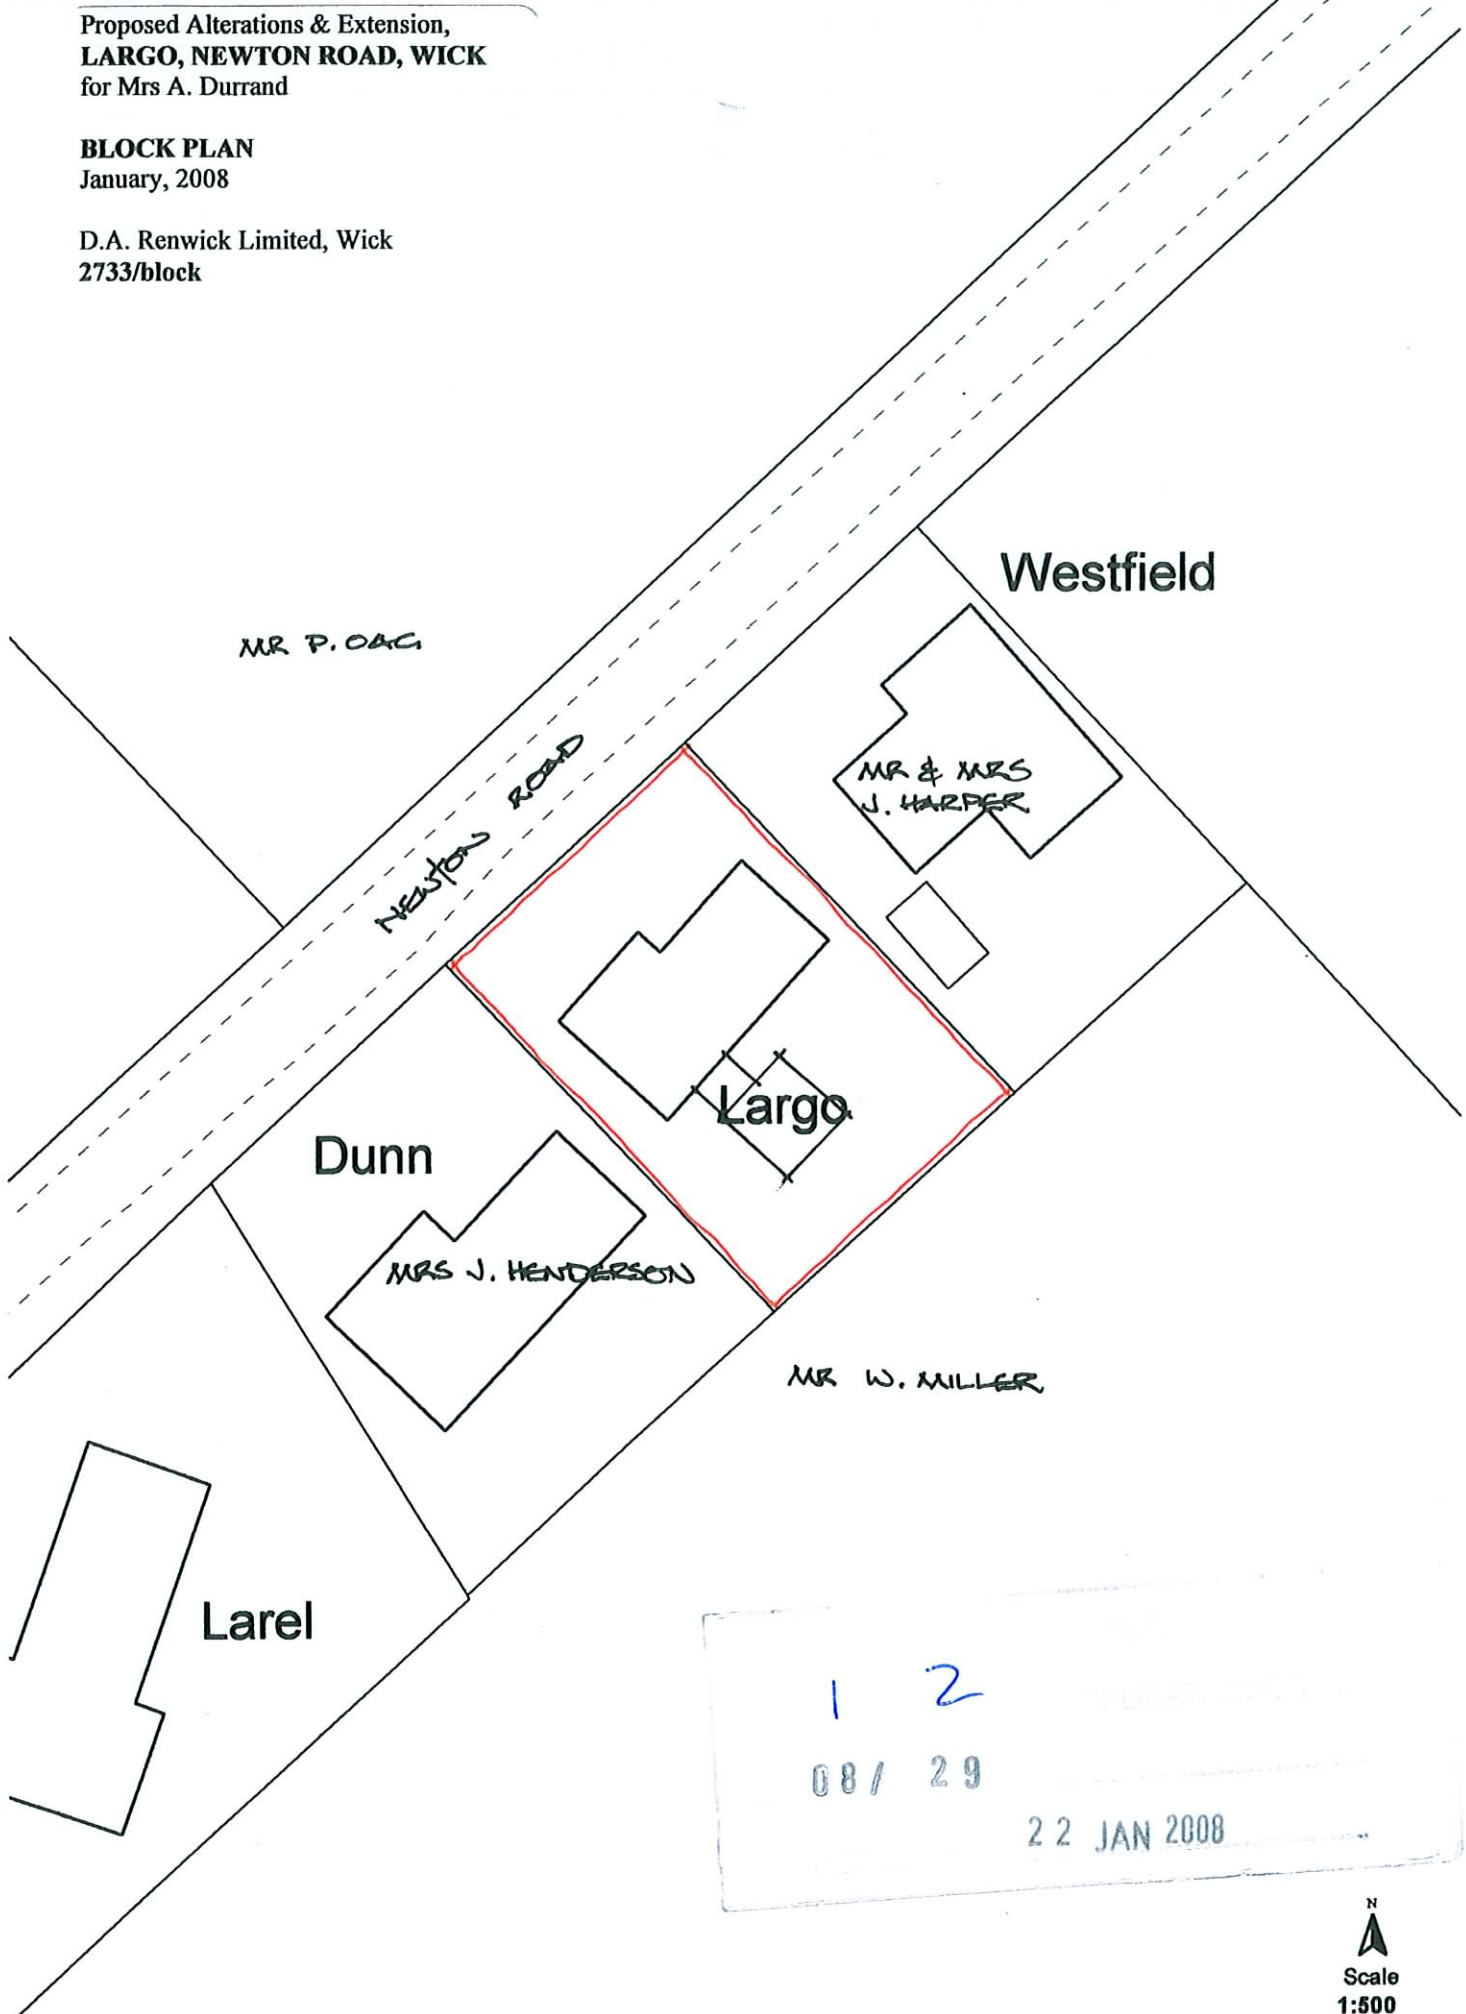 Proposed Alterations & Extension,
LARGO, NEWTON ROAD, WICK
for Mrs A. Durrand
BLOCK PLAN
January, 2008
D.A. Renwick Limited, Wick
2733/block
Westfield
MR P. OAG
NEWTON ROAD
MR & MRS
J. HARPER
Largo
Dunn
MRS J. HENDERSON
MR W. MILLER
Larel
1 2
08/ 29
22 JAN 2008
N
Scale
1:500